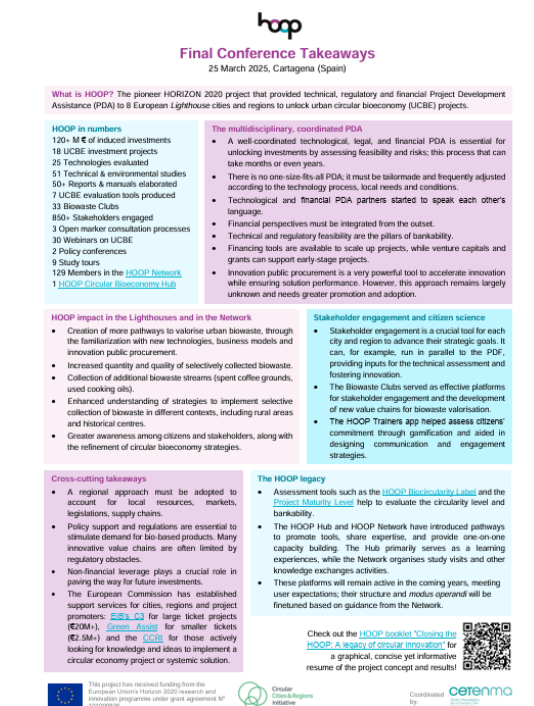 hoop
Final Conference Takeaways
25 March 2025, Cartagena (Spain)
What is HOOP? The pioneer HORIZON 2020 project that provided technical, regulatory and financial Project Development
Assistance (PDA) to 8 European Lighthouse cities and regions to unlock urban circular bioeconomy (UCBE) projects.
HOOP in numbers
120+ M € of induced investments
18 UCBE investment projects
25 Technologies evaluated
51 Technical & environmental studies
50+ Reports & manuals elaborated
7 UCBE evaluation tools produced
33 Biowaste Clubs
850+ Stakeholders engaged
3 Open marker consultation processes
30 Webinars on UCBE
2 Policy conferences
9 Study tours
129 Members in the HOOP Network
1 HOOP Circular Bioeconomy Hub
The multidisciplinary, coordinated PDA
• A well-coordinated technological, legal, and financial PDA is essential for
unlocking investments by assessing feasibility and risks; this process that can
take months or even years.
• There is no one-size-fits-all PDA; it must be tailormade and frequently adjusted
according to the technology process, local needs and conditions.
• Technological and financial PDA partners started to speak each other's
language.
• Financial perspectives must be integrated from the outset.
• Technical and regulatory feasibility are the pillars of bankability.
• Financing tools are available to scale up projects, while venture capitals and
grants can support early-stage projects.
• Innovation public procurement is a very powerful tool to accelerate innovation
while ensuring solution performance. However, this approach remains largely
unknown and needs greater promotion and adoption.
HOOP impact in the Lighthouses and in the Network
• Creation of more pathways to valorise urban biowaste, through
the familiarization with new technologies, business models and
innovation public procurement.
• Increased quantity and quality of selectively collected biowaste.
• Collection of additional biowaste streams (spent coffee grounds,
used cooking oils).
• Enhanced understanding of strategies to implement selective
collection of biowaste in different contexts, including rural areas
and historical centres.
• Greater awareness among citizens and stakeholders, along with
the refinement of circular bioeconomy strategies.
Stakeholder engagement and citizen science
• Stakeholder engagement is a crucial tool for each
city and region to advance their strategic goals. It
can, for example, run in parallel to the PDF,
providing inputs for the technical assessment and
fostering innovation.
• The Biowaste Clubs served as effective platforms
for stakeholder engagement and the development
of new value chains for biowaste valorisation.
• The HOOP Trainers app helped assess citizens'
commitment through gamification and aided in
designing communication and engagement
strategies.
Cross-cutting takeaways
• A regional approach must be adopted to
account for local resources, markets,
legislations, supply chains.
• Policy support and regulations are essential to
stimulate demand for bio-based products. Many
innovative value chains are often limited by
regulatory obstacles.
• Non-financial leverage plays a crucial role in
paving the way for future investments.
• The European Commission has established
support services for cities, regions and project
promoters: EIB's C3 for large ticket projects
(€20M+), Green Assist for smaller tickets
(€2.5M+) and the CCRI for those actively
looking for knowledge and ideas to implement a
circular economy project or systemic solution.
The HOOP legacy
• Assessment tools such as the HOOP Biocircularity Label and the
Project Maturity Level help to evaluate the circularity level and
bankability.
• The HOOP Hub and HOOP Network have introduced pathways
to promote tools, share expertise, and provide one-on-one
capacity building. The Hub primarily serves as a learning
experiences, while the Network organises study visits and other
knowledge exchanges activities.
• These platforms will remain active in the coming years, meeting
user expectations; their structure and modus operandi will be
finetuned based on guidance from the Network.
Check out the HOOP booklet "Closing the
HOOP: A legacy of circular innovation" for
a graphical, concise yet informative
resume of the project concept and results!
This project has received funding from the
European Union's Horizon 2020 research and
innovation programme under grant agreement Nº
Circular
Cities&Regions
Initiative
Coordinated
by:
cetenma